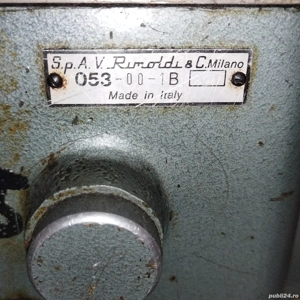 S.p.A.V. Rimoldi & C. Milano
053-00-1B
Made in Italy
publi24.ro